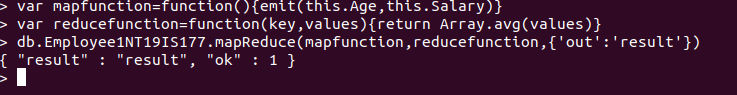 > var mapfunction=function(){emit(this.Age,this.Salary)}
> var reducefunction=function(key,values){return Array.avg(values)}
> db.Employee1NT19IS177.mapReduce(mapfunction,reducefunction,{'out':'result'})
{ "result" : "result", "ok" : 1 }
>